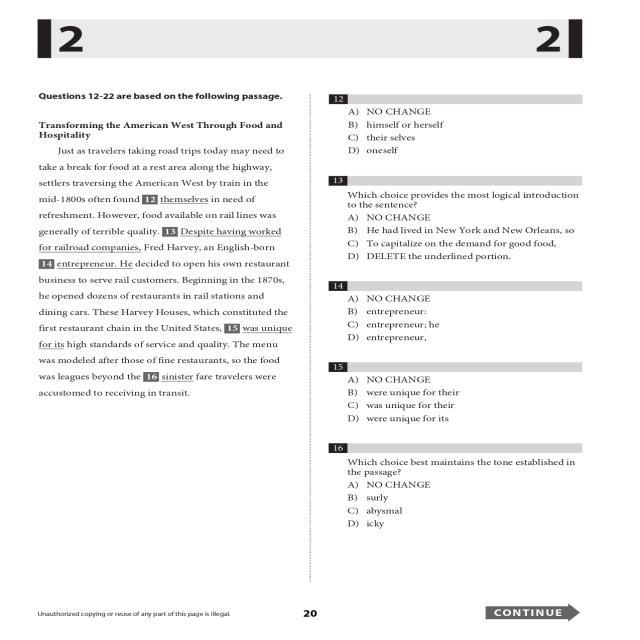 2
2
Questions 12-22 are based on the following passage.
Transforming the American West Through Food and
Hospitality
Just as travelers taking road trips today may need to
take a break for food at a rest area along the highway,
settlers traversing the American West by train in the
mid-1800s often found 12 themselves in need of
refreshment. However, food available on rail lines was
generally of terrible quality. 13 Despite having worked
for railroad companies, Fred Harvey, an English-born
14 entrepreneur. He decided to open his own restaurant
business to serve rail customers. Beginning in the 1870s,
he opened dozens of restaurants in rail stations and
dining cars. These Harvey Houses, which constituted the
first restaurant chain in the United States, 15 was unique
for its high standards of service and quality. The menu
was modeled after those of fine restaurants, so the food
was leagues beyond the 16 sinister fare travelers were
accustomed to receiving in transit.
12
A) NO CHANGE
B) himself or herself
C) their selves
D) oneself
13
Which choice provides the most logical introduction
to the sentence?
A) NO CHANGE
B) He had lived in New York and New Orleans, so
C) To capitalize on the demand for good food,
D) DELETE the underlined portion.
14
A) NO CHANGE
B) entrepreneur:
C) entrepreneur; he
D) entrepreneur,
15
A) NO CHANGE
B) were unique for their
C) was unique for their
D) were unique for its
16
Which choice best maintains the tone established in
the passage?
A) NO CHANGE
B) surly
C) abysmal
D) icky
Unauthorized copying or reuse of any part of this page is illegal.
20
CONTINUE